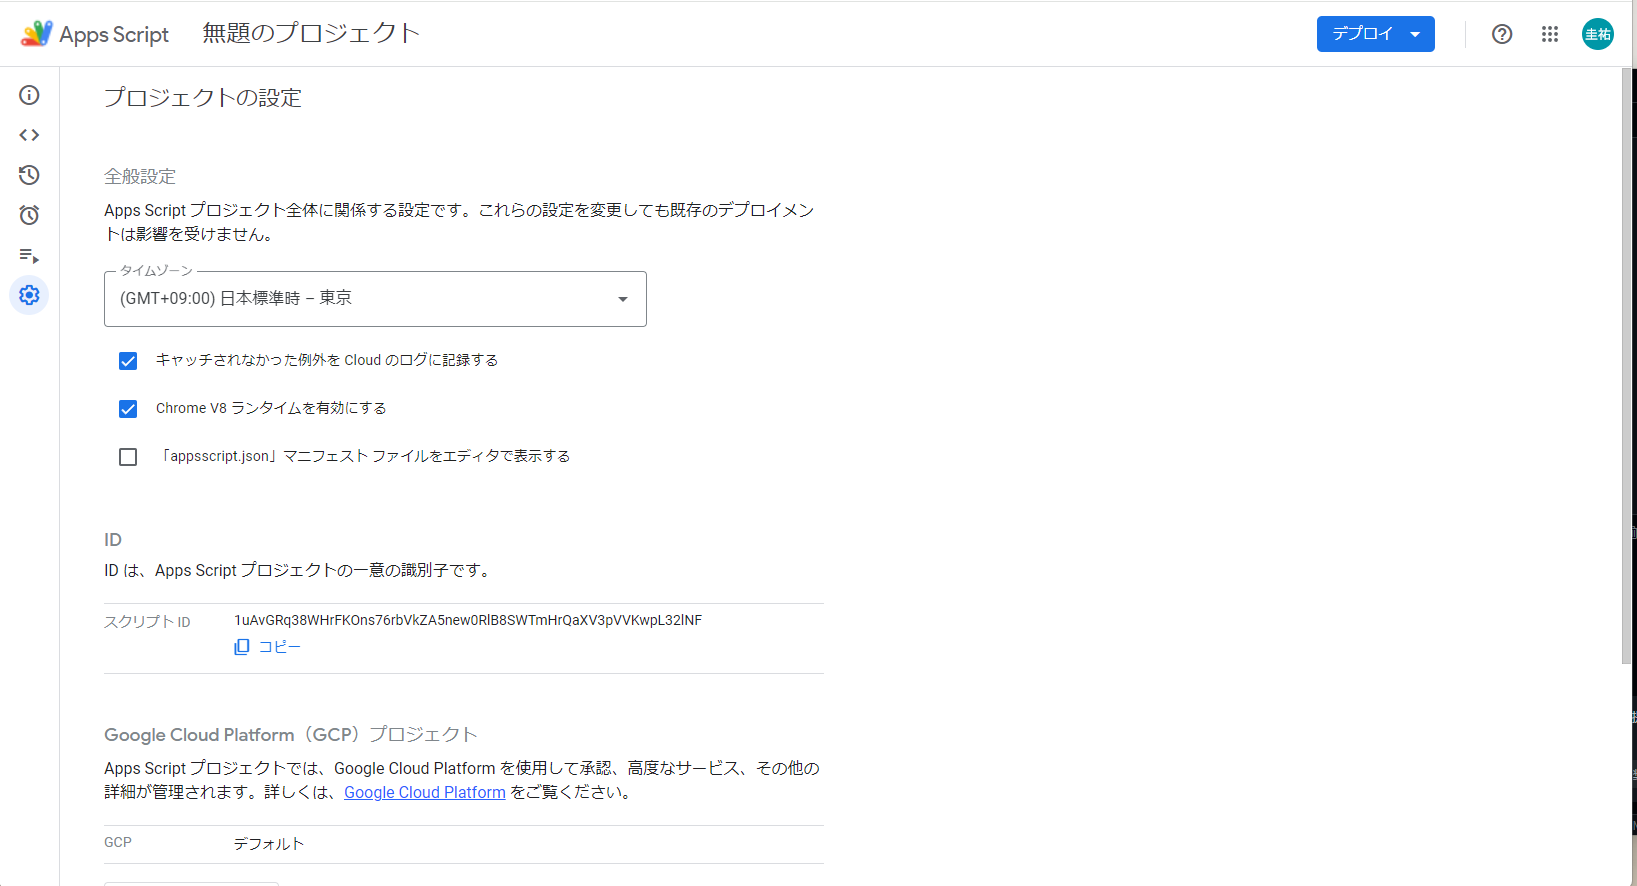 Apps Script
無題のプロジェクト
デプロイ
圭祐
プロジェクトの設定
全般設定
Apps Script プロジェクト全体に関係する設定です。これらの設定を変更しても既存のデプロイメン
トは影響を受けません。
タイムゾーン
(GMT+09:00) 日本標準時 – 東京
キャッチされなかった例外を Cloud のログに記録する
Chrome V8 ランタイムを有効にする
「appsscript.json」マニフェスト ファイルをエディタで表示する
ID
ID は、Apps Script プロジェクトの一意の識別子です。
スクリプト ID
1uAvGRq38WHrFKOns76rbVkZA5new0RlB8SWTmHrQaXV3pVVKwpL32lNF
コピー
Google Cloud Platform（GCP）プロジェクト
Apps Script プロジェクトでは、Google Cloud Platform を使用して承認、高度なサービス、その他の
詳細が管理されます。詳しくは、Google Cloud Platform をご覧ください。
GCP
デフォルト